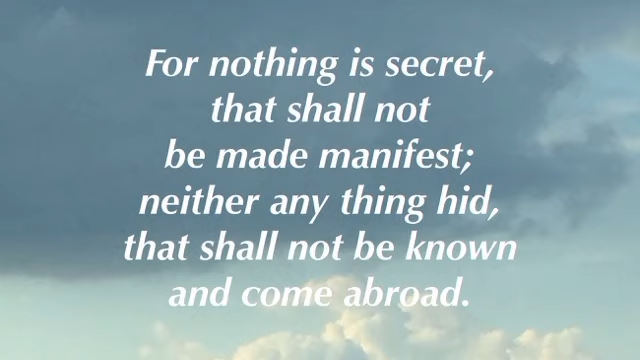 For nothing is secret,
that shall not
be made manifest;
neither any thing hid,
that shall not be known
and come abroad.